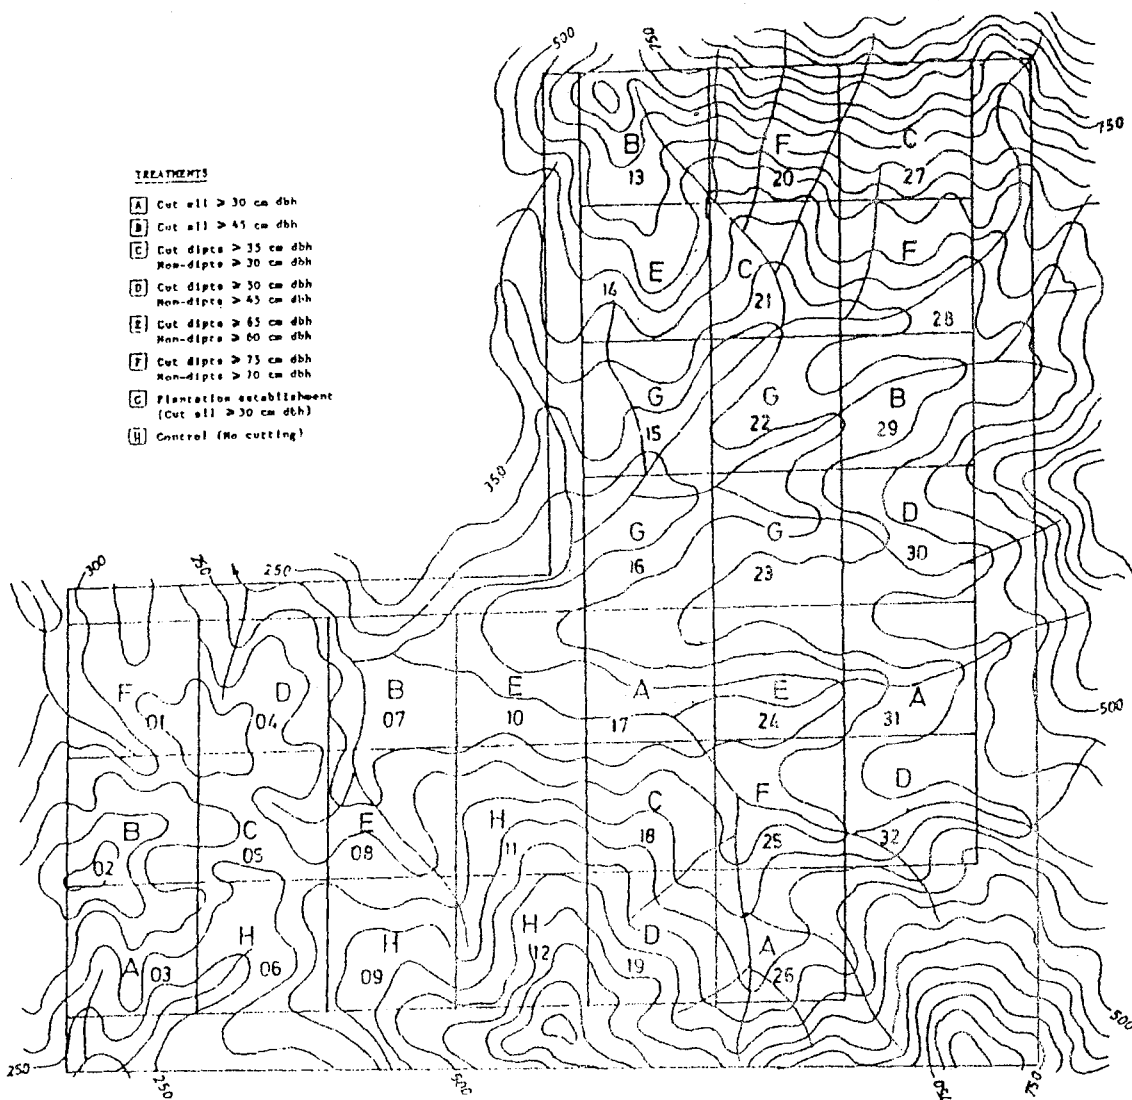 500
750
TREATMENTS
A Cut all ≥ 30 cm dbh
B Cut all ≥ 45 cm dbh
C Cut dipts ≥ 35 cm dbh
Non-dipts ≥ 30 cm dbh
D Cut dipts ≥ 50 cm dbh
Non-dipts ≥ 45 cm dbh
E Cut dipts ≥ 65 cm dbh
Non-dipts ≥ 60 cm dbh
F Cut dipts ≥ 75 cm dbh
Non-dipts ≥ 70 cm dbh
G Plantation establishment
(Cut all ≥ 30 cm dbh)
H Control (No cutting)
750
B 13
F 20
C 27
E 14
C 21
F 28
G 15
G 22
B 29
350
G 16
G 23
D 30
300
250
250
F 01
D 04
B 07
E 10
A 17
E 24
A 31
500
B 02
C 05
E 08
H 11
C 18
F 25
D 32
A 03
H 06
H 09
H 12
D 19
A 26
500
250
250
500
750